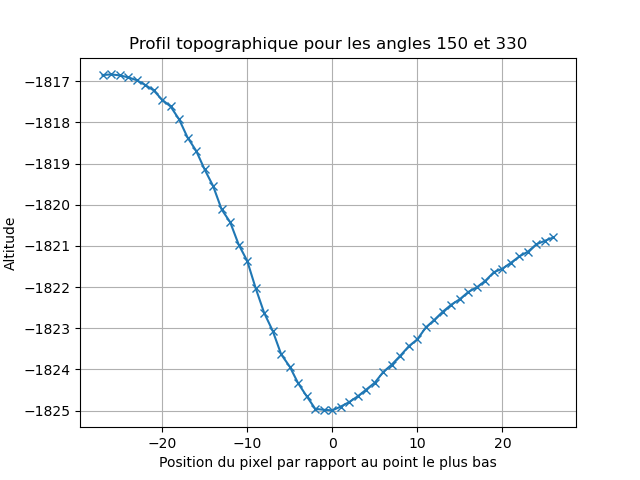 Profil topographique pour les angles 150 et 330
−1817
−1818
−1819
−1820
−1821
−1822
−1823
−1824
−1825
Altitude
−20 −10 0 10 20
Position du pixel par rapport au point le plus bas